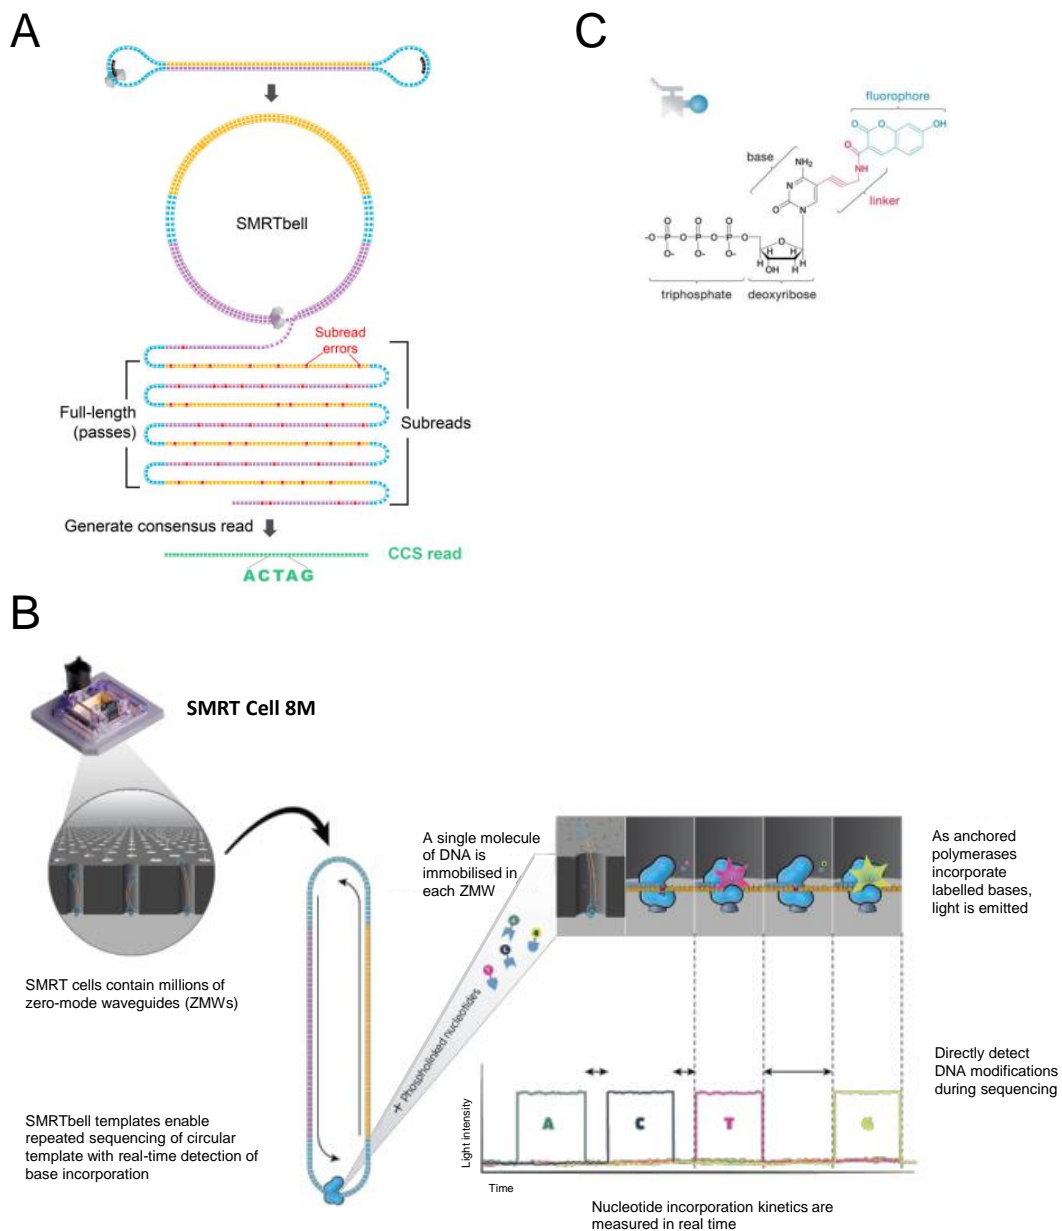 A
SMRTbell
Subread
errors
Full-length
(passes)
Subreads
Generate consensus read
CCS read
ACTAG
C
fluorophore
O
O
OH
O
NH
linker
base
NH₂
N
O
N
O
O
O
-O
P
O
P
O
P
O
O-
O-
O-
O
H
H
H
H
OH
triphosphate
deoxyribose
B
SMRT Cell 8M
SMRT cells contain millions of
zero-mode waveguides (ZMWs)
SMRTbell templates enable
repeated sequencing of circular
template with real-time detection of
base incorporation
A single molecule
of DNA is
immobilised in
each ZMW
+ Phospholinked nucleotides
As anchored
polymerases
incorporate
labelled bases,
light is emitted
Directly detect
DNA modifications
during sequencing
Light intensity
A
C
T
G
Time
Nucleotide incorporation kinetics are
measured in real time